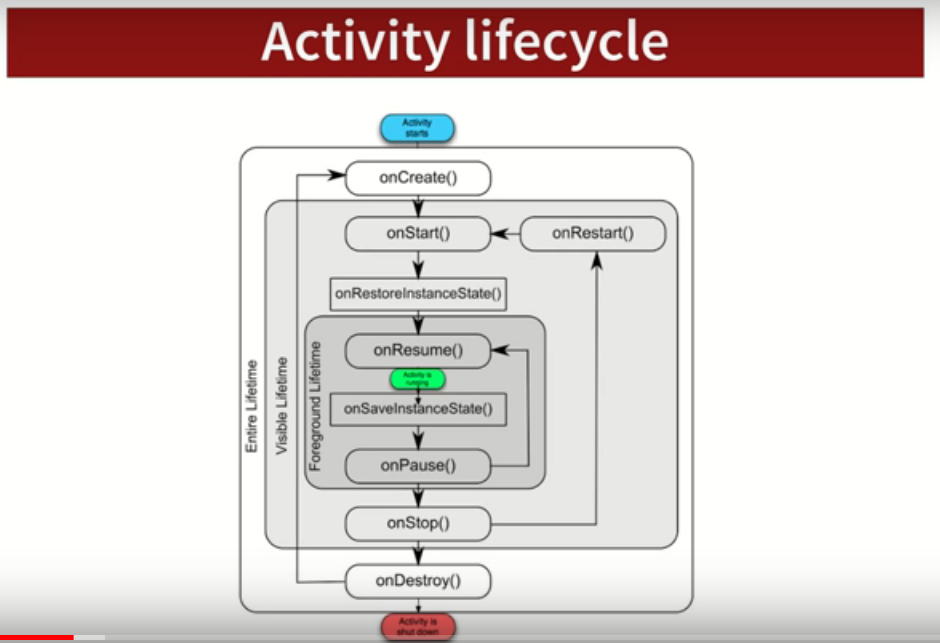 Activity lifecycle
Activity
starts
onCreate()
onStart()
onRestart()
onRestoreInstanceState()
onResume()
Activity is
running
onSaveInstanceState()
onPause()
onStop()
onDestroy()
Activity is
shut down
Entire Lifetime
Visible Lifetime
Foreground Lifetime